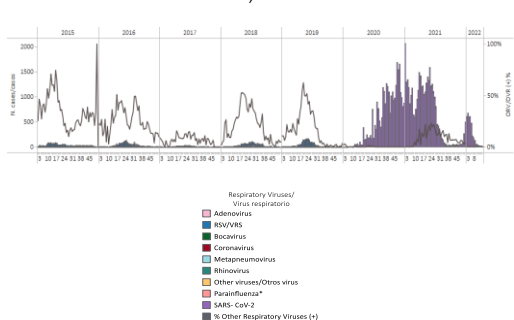 2015 2016 2017 2018 2019 2020 2021 2022
2000
1500
1000
500
0
100%
50%
0%
N. cases/casos
3 10 17 24 31 38 45 3 10 17 24 31 38 45 3 10 17 24 31 38 45 3 10 17 24 31 38 45 3 10 17 24 31 38 45 3 10 17 24 31 38 45 3 10 17 24 31 38 45 3 8
Respiratory Viruses/
Virus respiratorio
Adenovirus
RSV/VRS
Bocavirus
Coronavirus
Metapneumovirus
Rhinovirus
Other viruses/Otros virus
Parainfluenza*
SARS- CoV-2
% Other Respiratory Viruses (+)